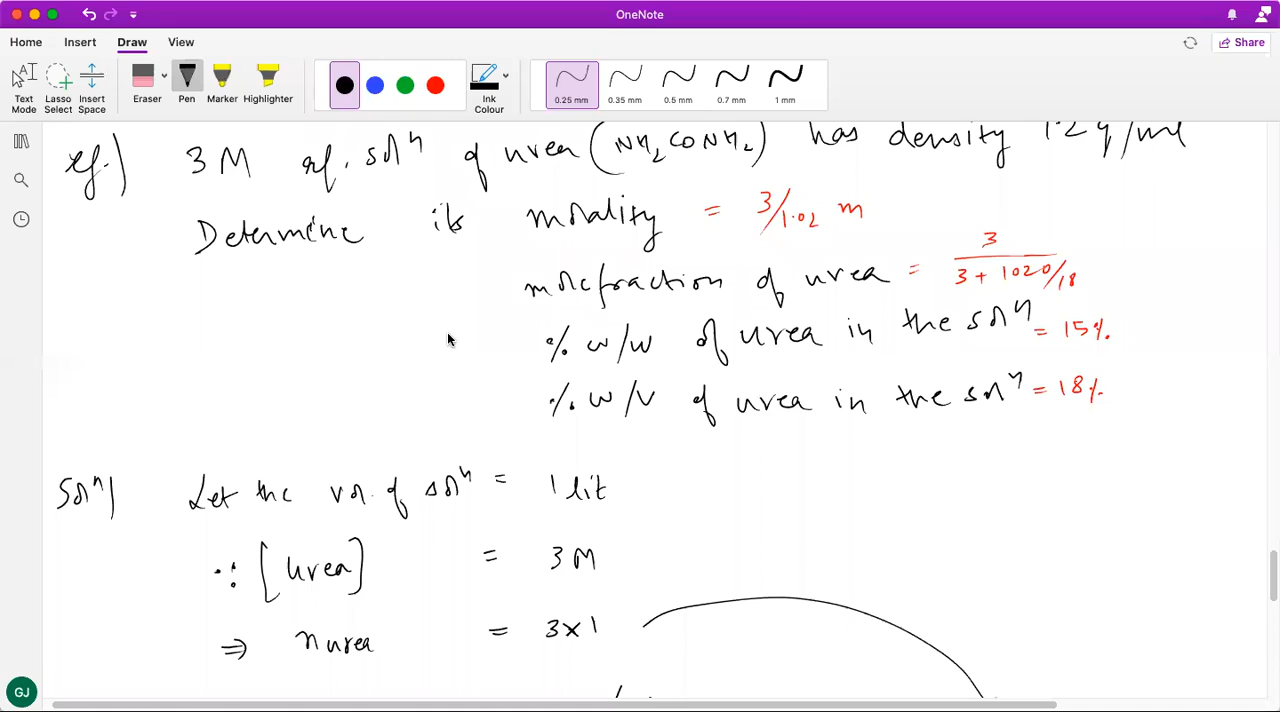 OneNote
Home Insert Draw View
Share
Text Mode
Lasso Select
Insert Space
Eraser
Pen
Marker
Highlighter
Ink Colour
0.25 mm
0.35 mm
0.5 mm
0.7 mm
1 mm
eg.) 3 M aq. solⁿ of urea (NH₂CONH₂) has density 1.2 g/ml
Determine its molality = 3/1.02 m
molefraction of urea = 3 / (3 + 1020/18)
% w/w of urea in the solⁿ = 15%
% w/v of urea in the solⁿ = 18%
Solⁿ) Let the vol. of solⁿ = 1 lit
∵ [urea] = 3M
⇒ n urea = 3×1
GJ